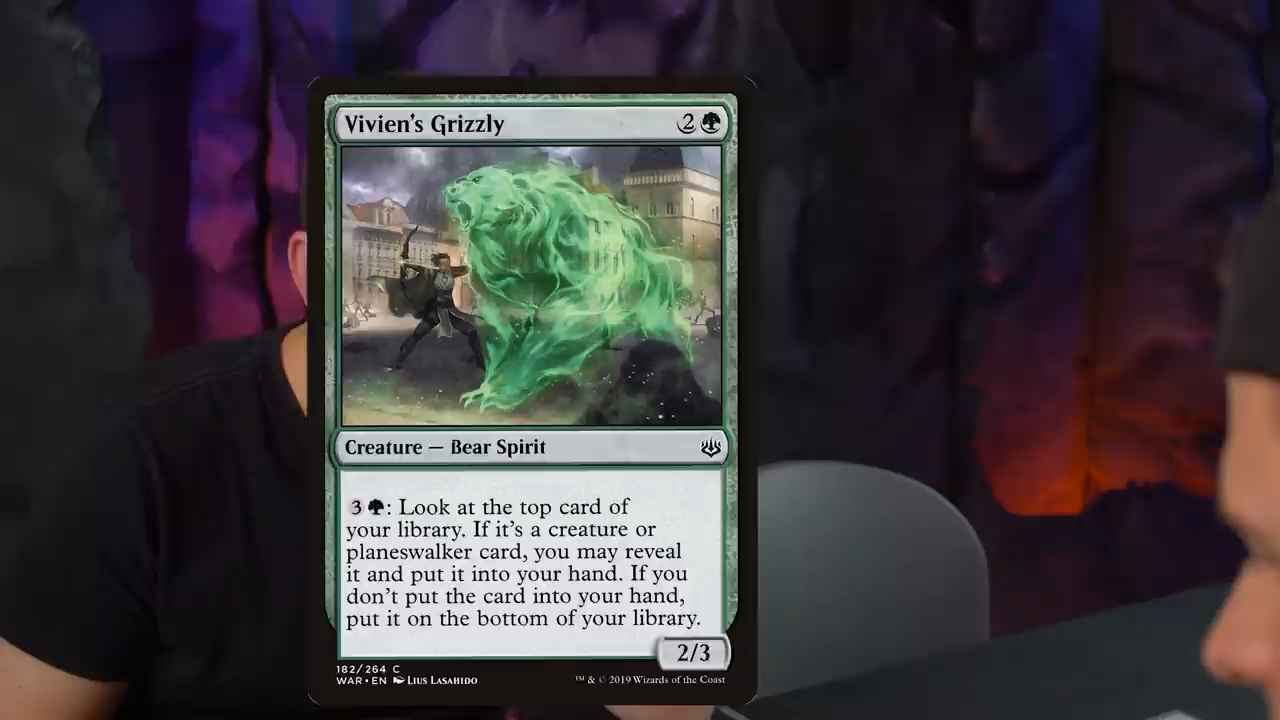 Vivien's Grizzly 2
Creature — Bear Spirit
3 : Look at the top card of
your library. If it's a creature or
planeswalker card, you may reveal
it and put it into your hand. If you
don't put the card into your hand,
put it on the bottom of your library.
2/3
182/264 C
WAR • EN Lius Lasahido
™ & © 2019 Wizards of the Coast